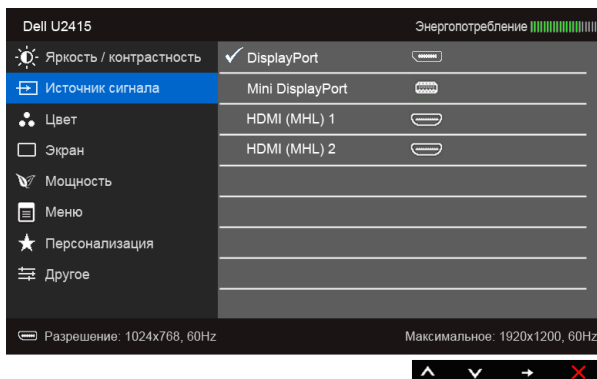 Dell U2415 Энергопотребление
Яркость / контрастность DisplayPort
Источник сигнала Mini DisplayPort
Цвет HDMI (MHL) 1
Экран HDMI (MHL) 2
Мощность
Меню
Персонализация
Другое
Разрешение: 1024x768, 60Hz Максимальное: 1920x1200, 60Hz